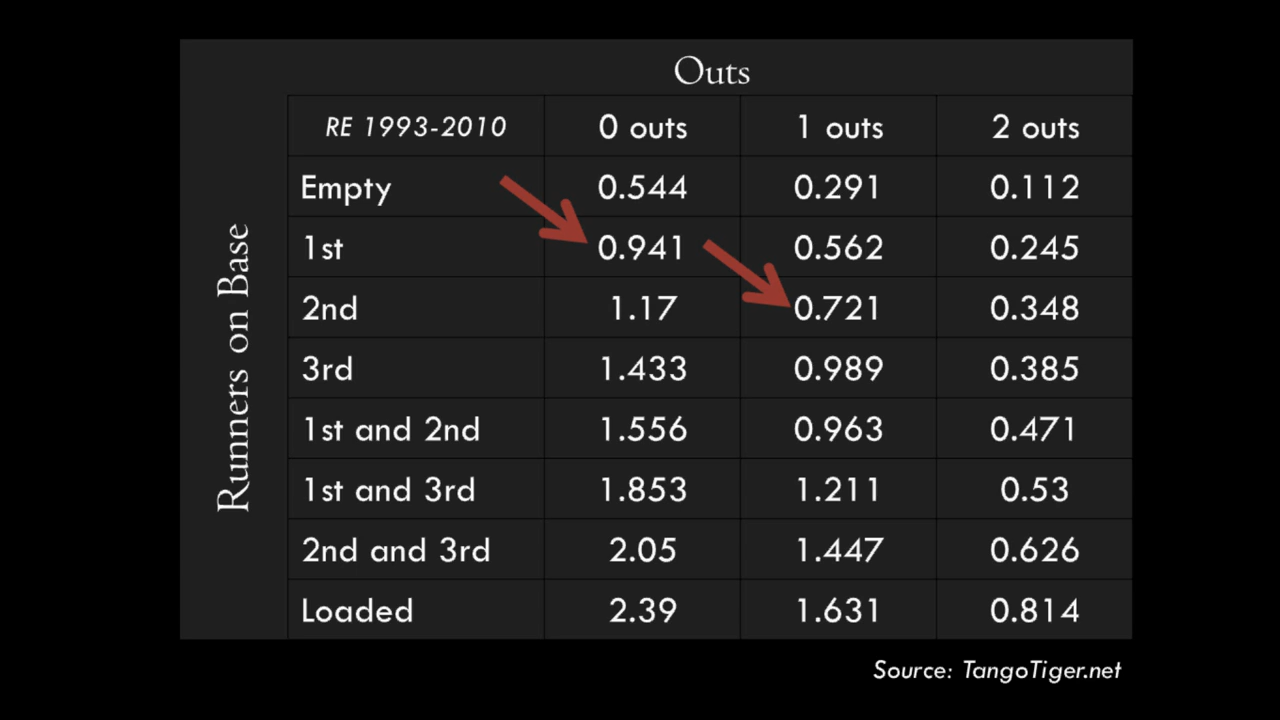 Outs
RE 1993-2010 0 outs 1 outs 2 outs
Empty 0.544 0.291 0.112
1st 0.941 0.562 0.245
2nd 1.17 0.721 0.348
3rd 1.433 0.989 0.385
1st and 2nd 1.556 0.963 0.471
1st and 3rd 1.853 1.211 0.53
2nd and 3rd 2.05 1.447 0.626
Loaded 2.39 1.631 0.814
Runners on Base
Source: TangoTiger.net